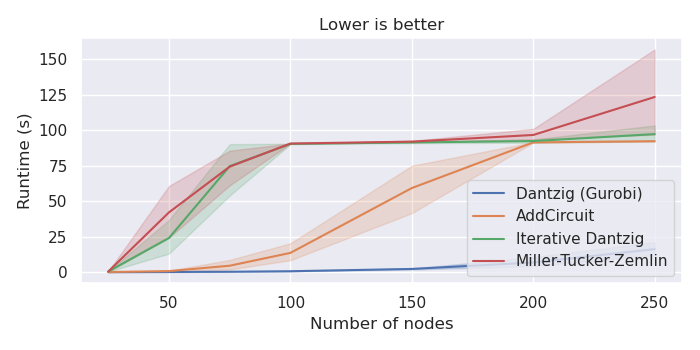 Lower is better
Runtime (s)
150
125
100
75
50
25
0
50
100
150
200
250
Number of nodes
Dantzig (Gurobi)
AddCircuit
Iterative Dantzig
Miller-Tucker-Zemlin